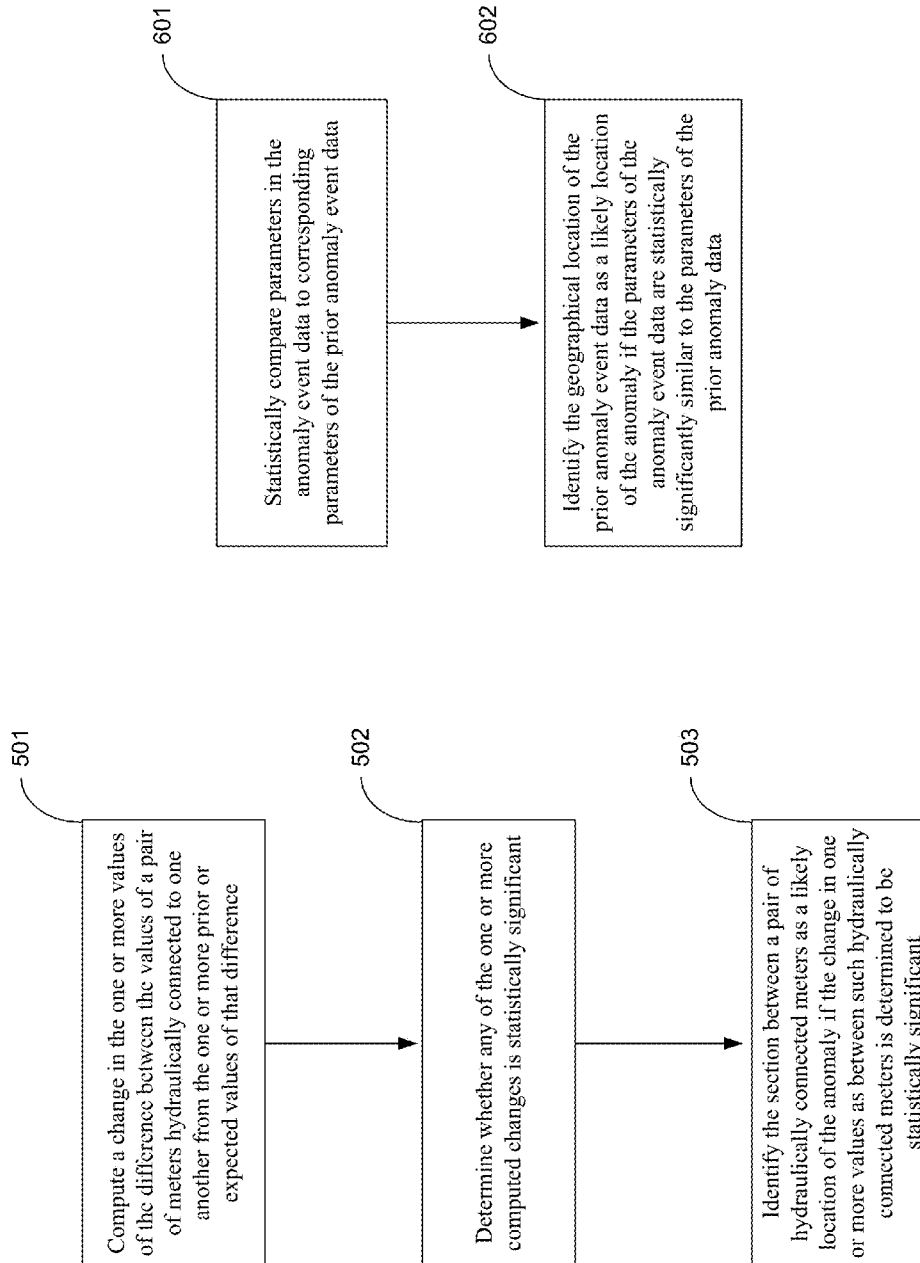 501
Compute a change in the one or more values
of the difference between the values of a pair
of meters hydraulically connected to one
another from the one or more prior or
expected values of that difference
502
Determine whether any of the one or more
computed changes is statistically significant
503
Identify the section between a pair of
hydraulically connected meters as a likely
location of the anomaly if the change in one
or more values as between such hydraulically
connected meters is determined to be
statistically significant
601
Statistically compare parameters in the
anomaly event data to corresponding
parameters of the prior anomaly event data
602
Identify the geographical location of the
prior anomaly event data as a likely location
of the anomaly if the parameters of the
anomaly event data are statistically
significantly similar to the parameters of the
prior anomaly data